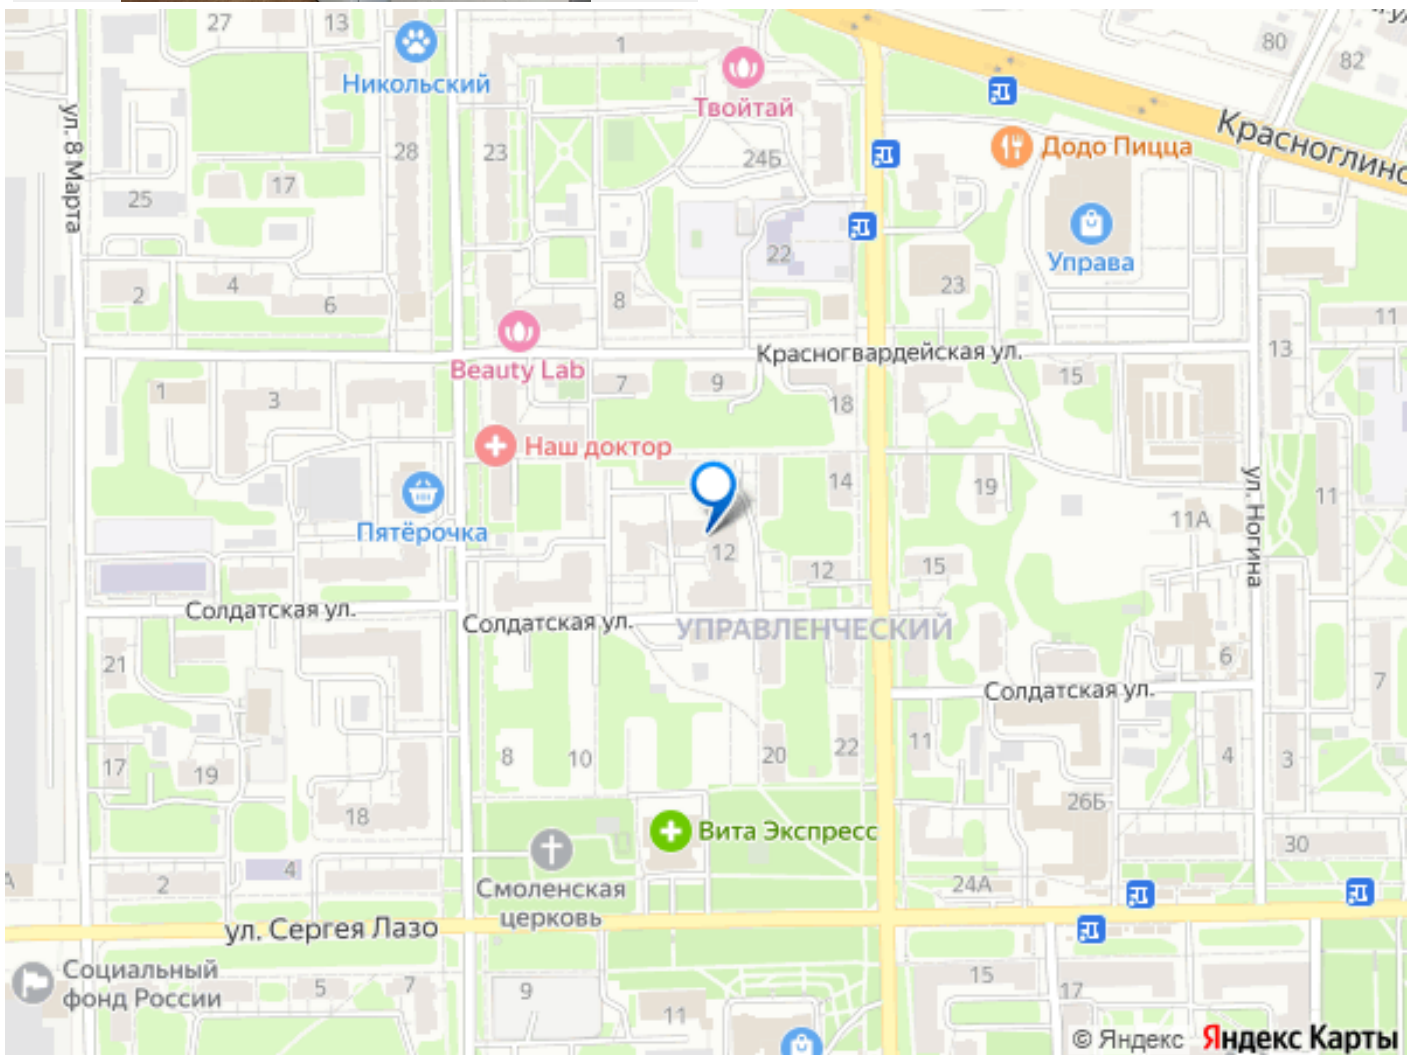 27
13
1
80
82
Никольский
Твойтай
ул. 8 Марта
28
23
24Б
Додо Пицца
Красноглинс
25
17
22
Управа
2
4
6
8
23
11
13
Beauty Lab
Красногвардейская ул.
1
3
7
9
18
15
Наш доктор
14
19
11
ул. Ногина
11А
Пятёрочка
12
12
15
Солдатская ул.
Солдатская ул.
УПРАВЛЕНЧЕСКИЙ
21
6
7
Солдатская ул.
8
10
20
22
11
4
3
17
19
18
26Б
Вита Экспресс
30
2
4
Смоленская
церковь
24А
А
ул. Сергея Лазо
Социальный
фонд России
5
7
9
11
15
17
© Яндекс Яндекс Карты